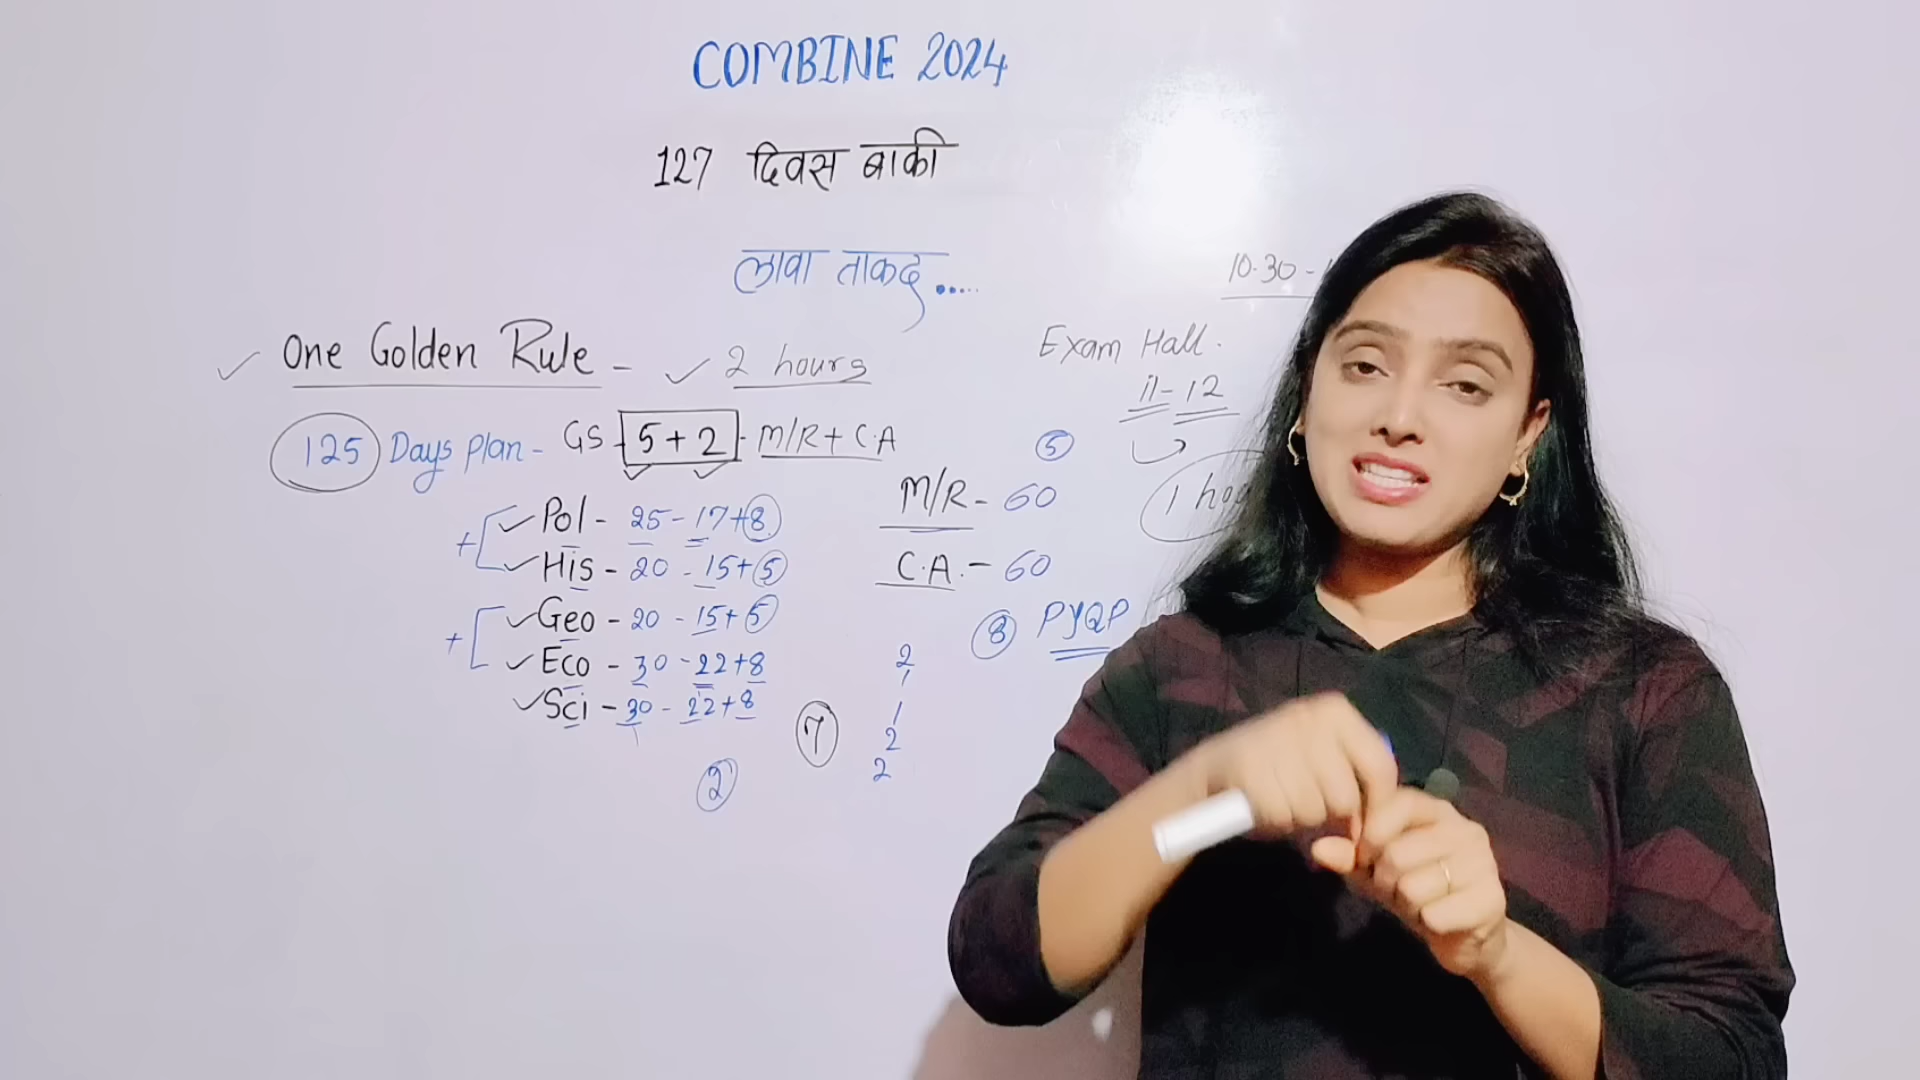 COMBINE 2024
127 दिवस बाकी
लावा ताकद.....
10.30 -
One Golden Rule - 2 hours
Exam Hall.
11 - 12
125 Days plan - GS - 5+2 - M/R + C.A
5
M/R - 60
1
Pol - 25 - 17+8
His - 20 - 15+5
C.A. - 60
Geo - 20 - 15+5
8 PYQP
Eco - 30 - 22+8
Sci - 30 - 22+8
2
1
1
2
2
7
2